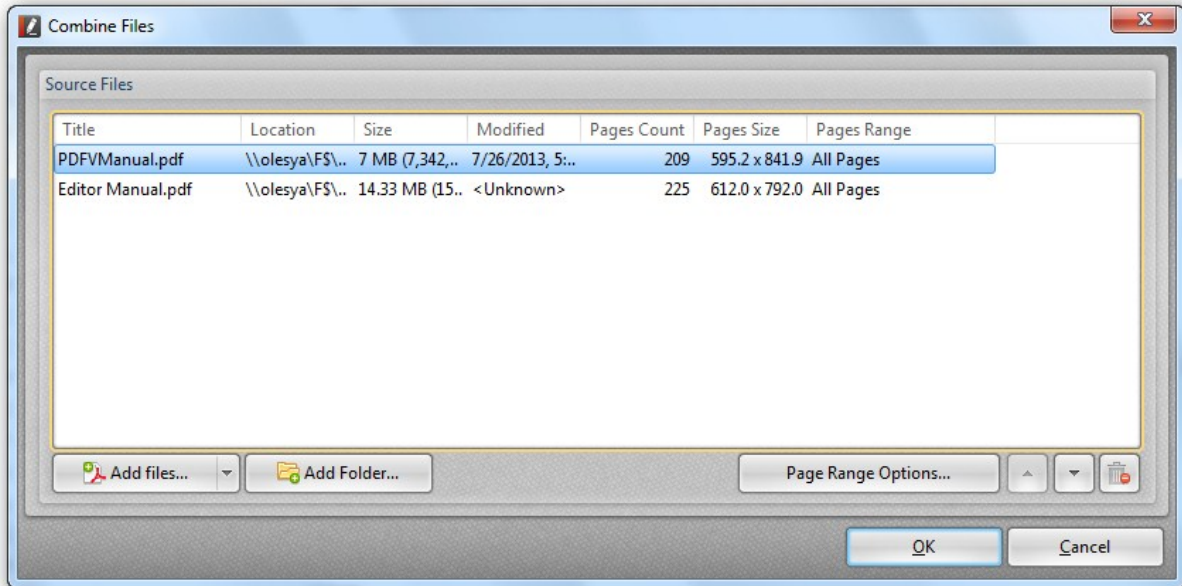 Combine Files
Source Files
Title Location Size Modified Pages Count Pages Size Pages Range
PDFVManual.pdf \\olesya\F$\.. 7 MB (7,342,.. 7/26/2013, 5:.. 209 595.2 x 841.9 All Pages
Editor Manual.pdf \\olesya\F$\.. 14.33 MB (15.. <Unknown> 225 612.0 x 792.0 All Pages
Add files... Add Folder... Page Range Options...
OK Cancel